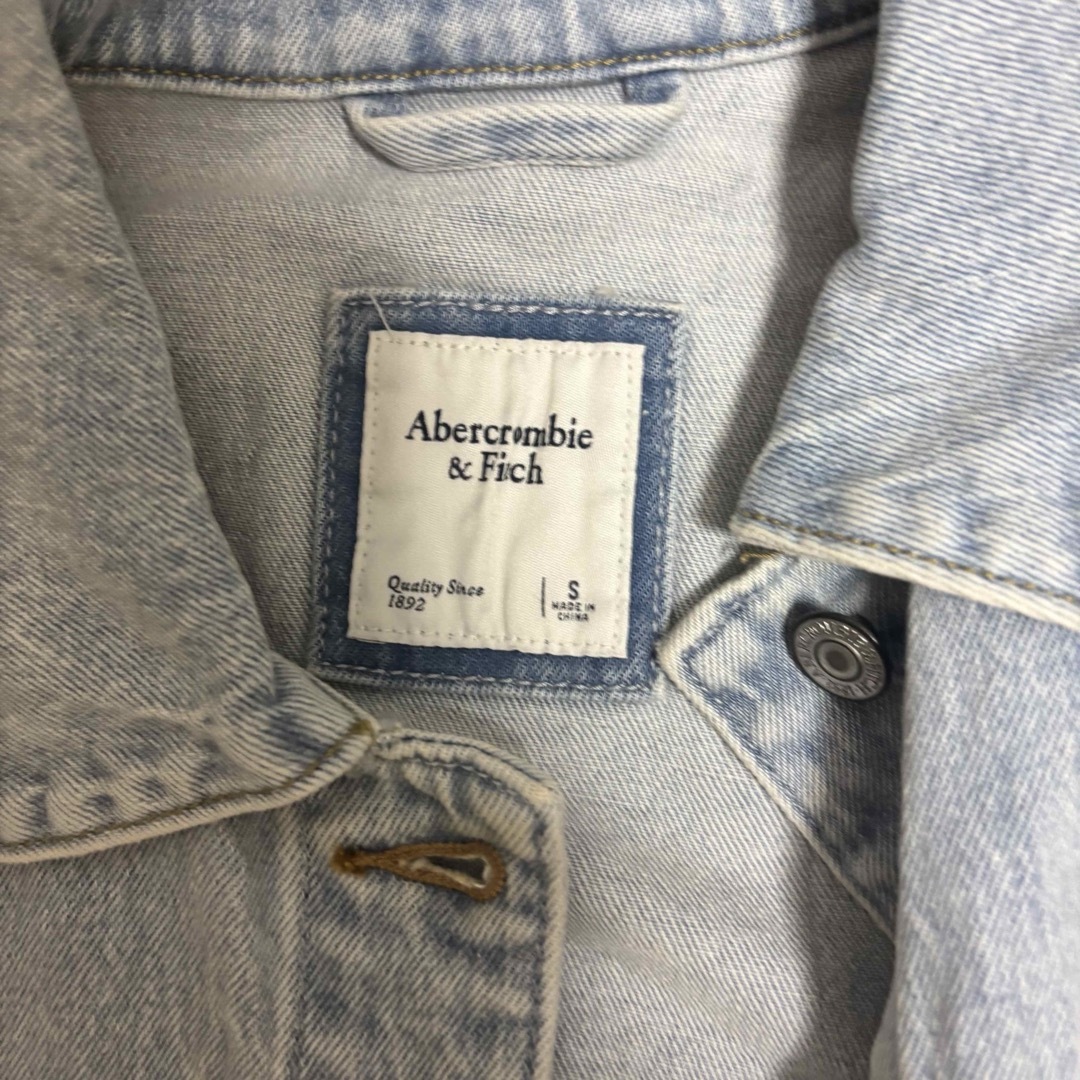 Abercrombie
& Fitch
Quality Since
1892
S
MADE IN
CHINA